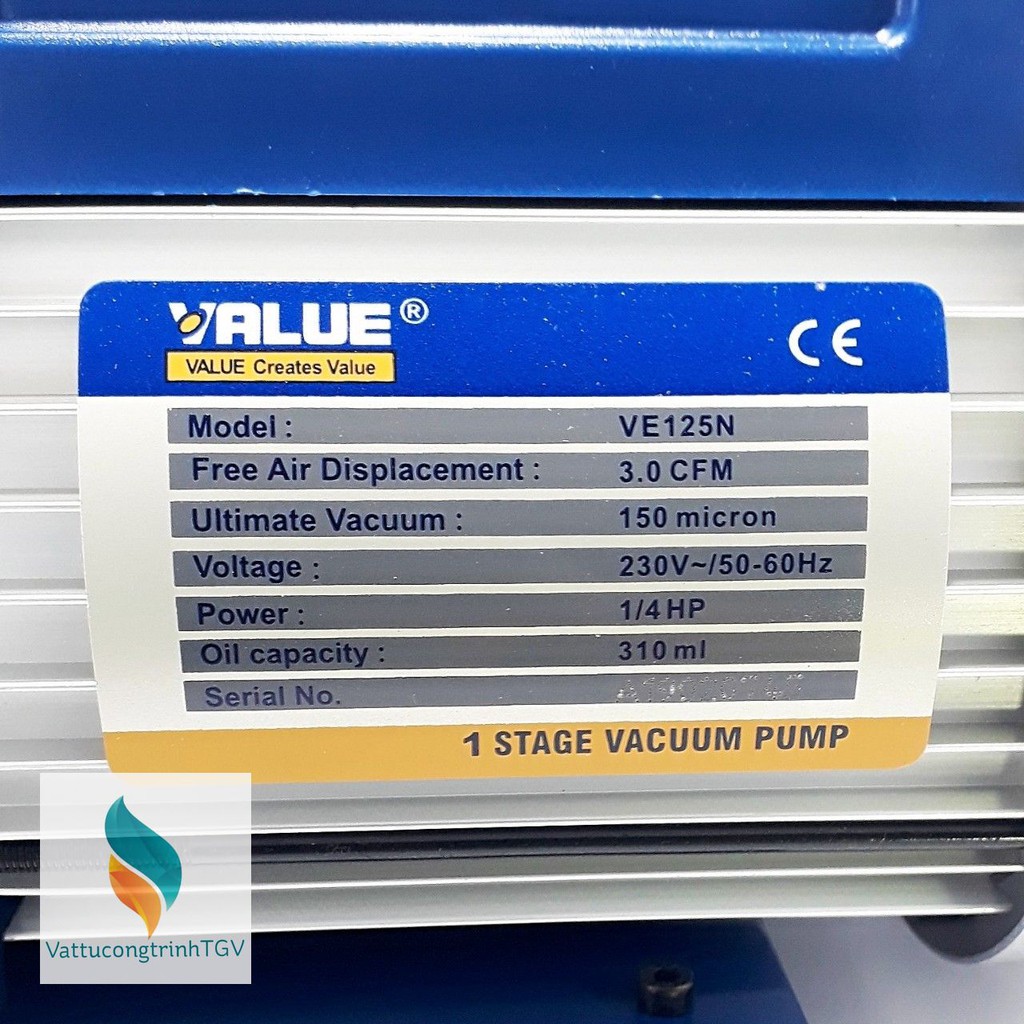 VALUE®
VALUE Creates Value
CE
Model : VE125N
Free Air Displacement : 3.0 CFM
Ultimate Vacuum : 150 micron
Voltage : 230V~/50-60Hz
Power : 1/4 HP
Oil capacity : 310 ml
Serial No.
1 STAGE VACUUM PUMP
VattucongtrinhTGV